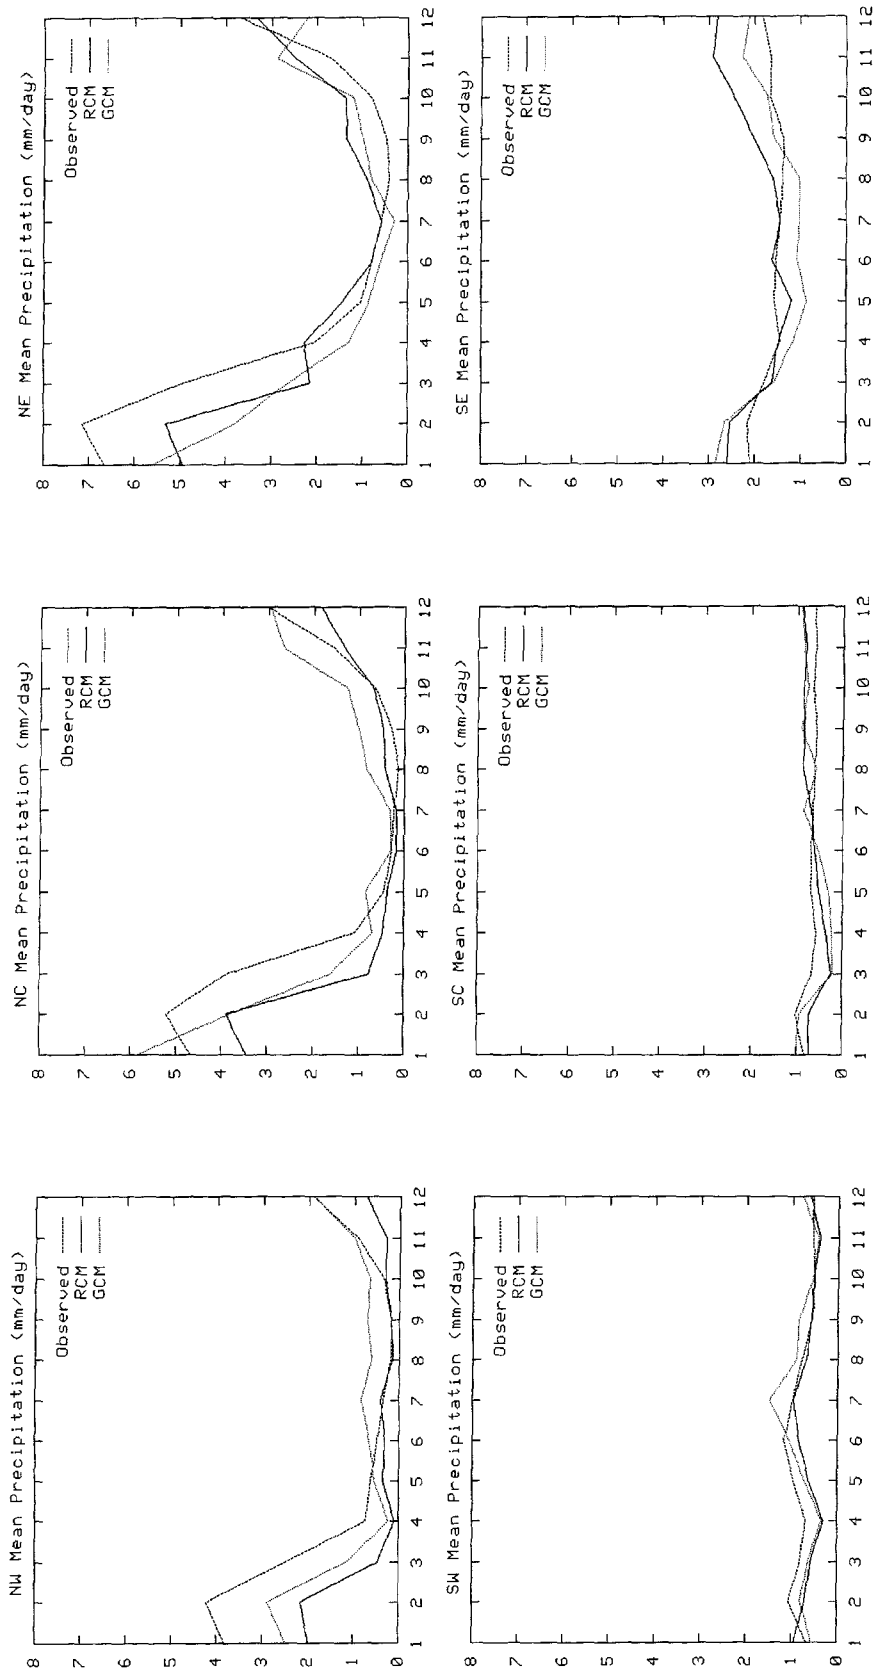 NW Mean Precipitation (mm/day)
Observed
RCM
GCM
8
7
6
5
4
3
2
1
0
1 2 3 4 5 6 7 8 9 10 11 12
NC Mean Precipitation (mm/day)
Observed
RCM
GCM
8
7
6
5
4
3
2
1
0
1 2 3 4 5 6 7 8 9 10 11 12
NE Mean Precipitation (mm/day)
Observed
RCM
GCM
8
7
6
5
4
3
2
1
0
1 2 3 4 5 6 7 8 9 10 11 12
SW Mean Precipitation (mm/day)
Observed
RCM
GCM
8
7
6
5
4
3
2
1
0
1 2 3 4 5 6 7 8 9 10 11 12
SC Mean Precipitation (mm/day)
Observed
RCM
GCM
8
7
6
5
4
3
2
1
0
1 2 3 4 5 6 7 8 9 10 11 12
SE Mean Precipitation (mm/day)
Observed
RCM
GCM
8
7
6
5
4
3
2
1
0
1 2 3 4 5 6 7 8 9 10 11 12